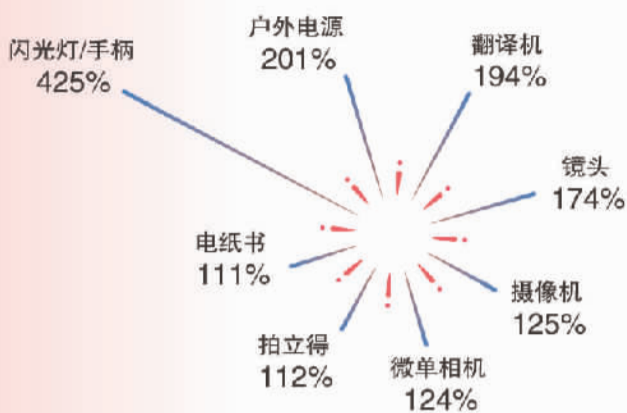 闪光灯/手柄
425%
户外电源
201%
翻译机
194%
镜头
174%
摄像机
125%
微单相机
124%
拍立得
112%
电纸书
111%